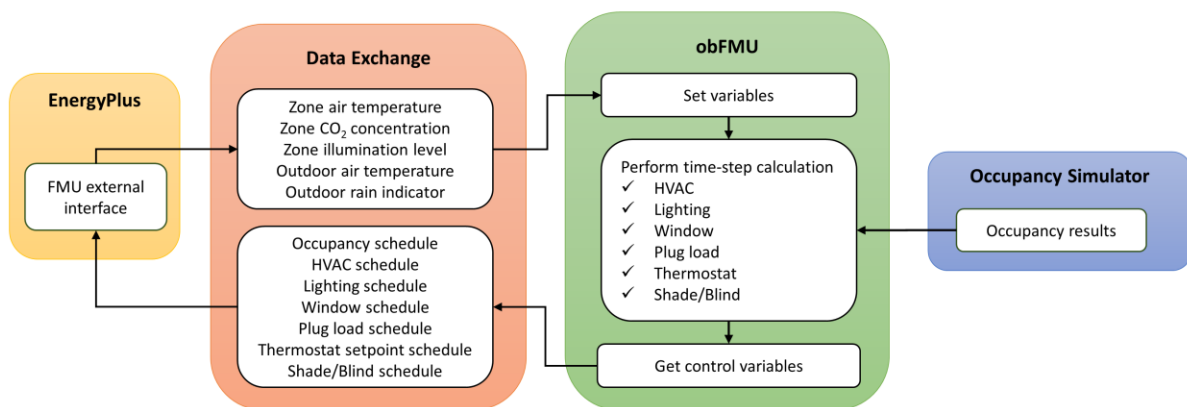 EnergyPlus
FMU external
interface
Data Exchange
Zone air temperature
Zone CO₂ concentration
Zone illumination level
Outdoor air temperature
Outdoor rain indicator
Occupancy schedule
HVAC schedule
Lighting schedule
Window schedule
Plug load schedule
Thermostat setpoint schedule
Shade/Blind schedule
obFMU
Set variables
Perform time-step calculation
✓ HVAC
✓ Lighting
✓ Window
✓ Plug load
✓ Thermostat
✓ Shade/Blind
Get control variables
Occupancy Simulator
Occupancy results